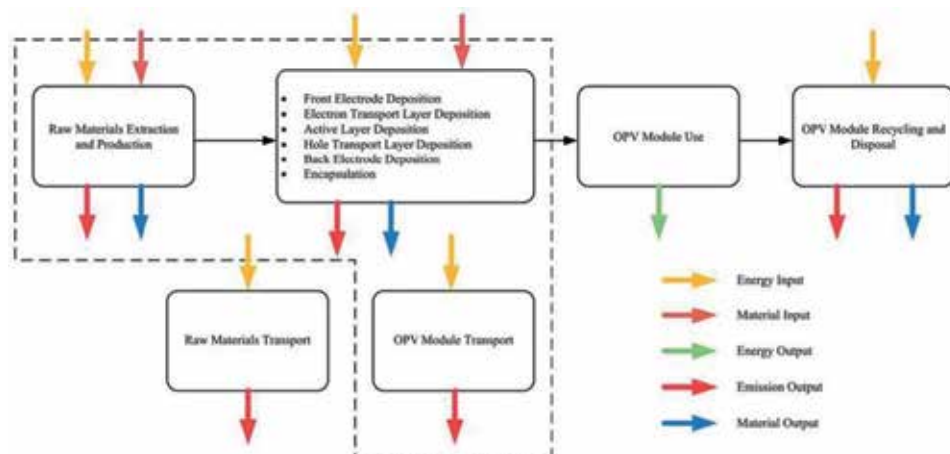 Raw Materials Extraction
and Production
• Front Electrode Deposition
• Electron Transport Layer Deposition
• Active Layer Deposition
• Hole Transport Layer Deposition
• Back Electrode Deposition
• Encapsulation
OPV Module Use
OPV Module Recycling and
Disposal
Raw Materials Transport
OPV Module Transport
Energy Input
Material Input
Energy Output
Emission Output
Material Output